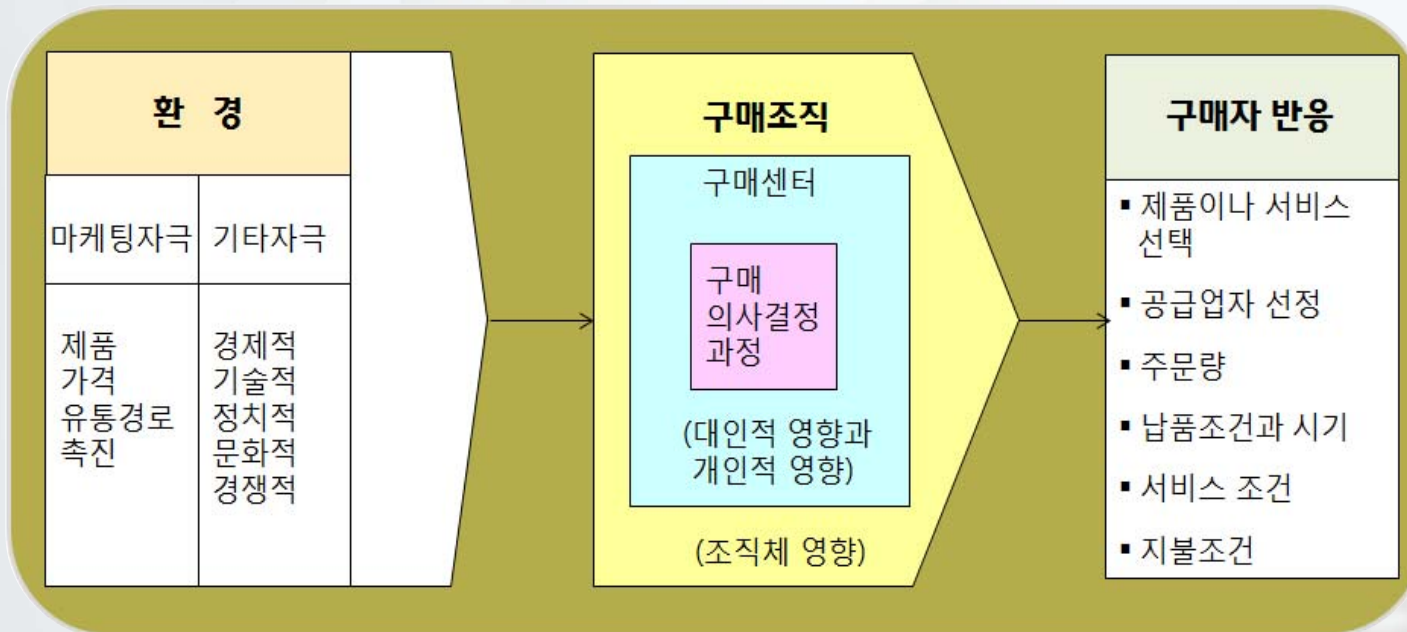 환 경
마케팅자극
기타자극
제품
가격
유통경로
촉진
경제적
기술적
정치적
문화적
경쟁적
구매조직
구매센터
구매
의사결정
과정
(대인적 영향과
개인적 영향)
(조직체 영향)
구매자 반응
▪ 제품이나 서비스
선택
▪ 공급업자 선정
▪ 주문량
▪ 납품조건과 시기
▪ 서비스 조건
▪ 지불조건